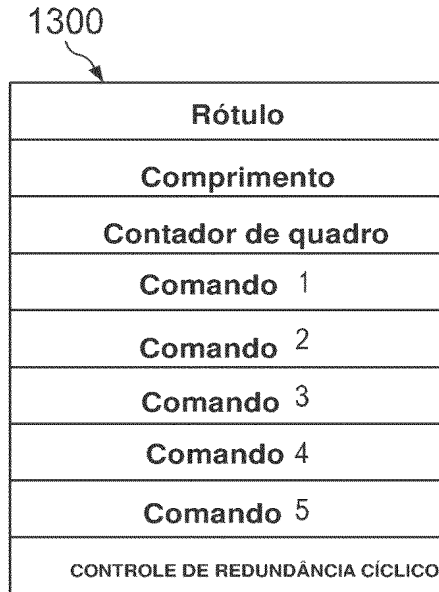 1300
Rótulo
Comprimento
Contador de quadro
Comando 1
Comando 2
Comando 3
Comando 4
Comando 5
CONTROLE DE REDUNDÂNCIA CÍCLICO